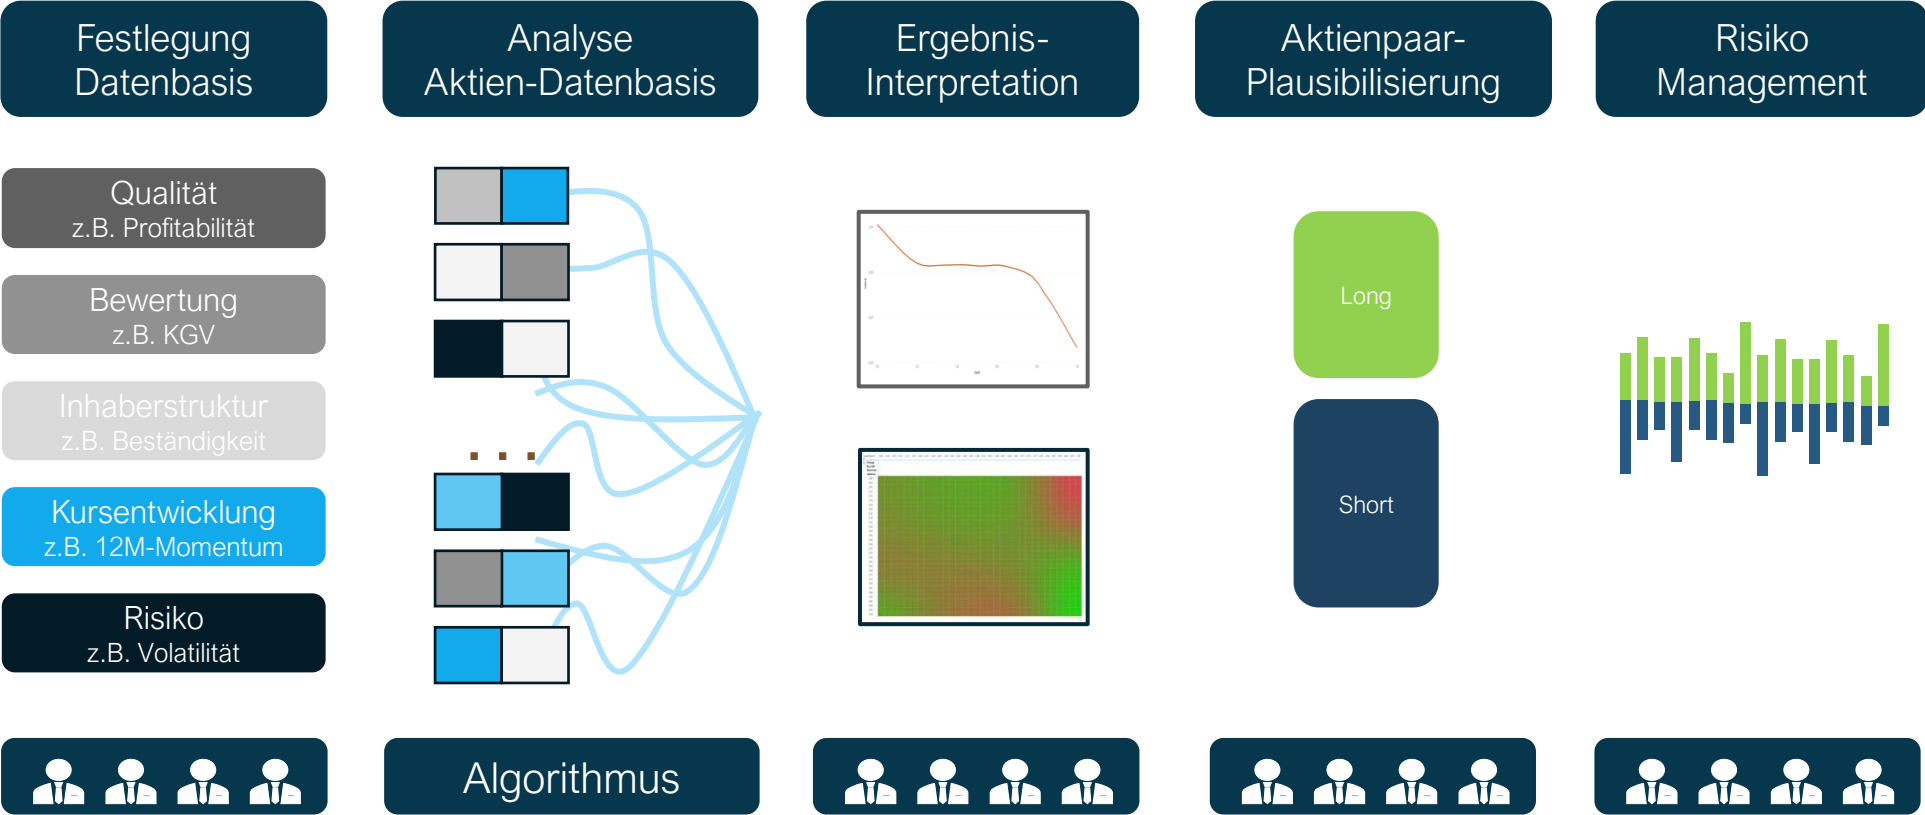 Festlegung
Datenbasis
Analyse
Aktien-Datenbasis
Ergebnis-
Interpretation
Aktienpaar-
Plausibilisierung
Risiko
Management
Qualität
z.B. Profitabilität
Bewertung
z.B. KGV
Inhaberstruktur
z.B. Beständigkeit
Kursentwicklung
z.B. 12M-Momentum
Risiko
z.B. Volatilität
. . .
Long
Short
Algorithmus